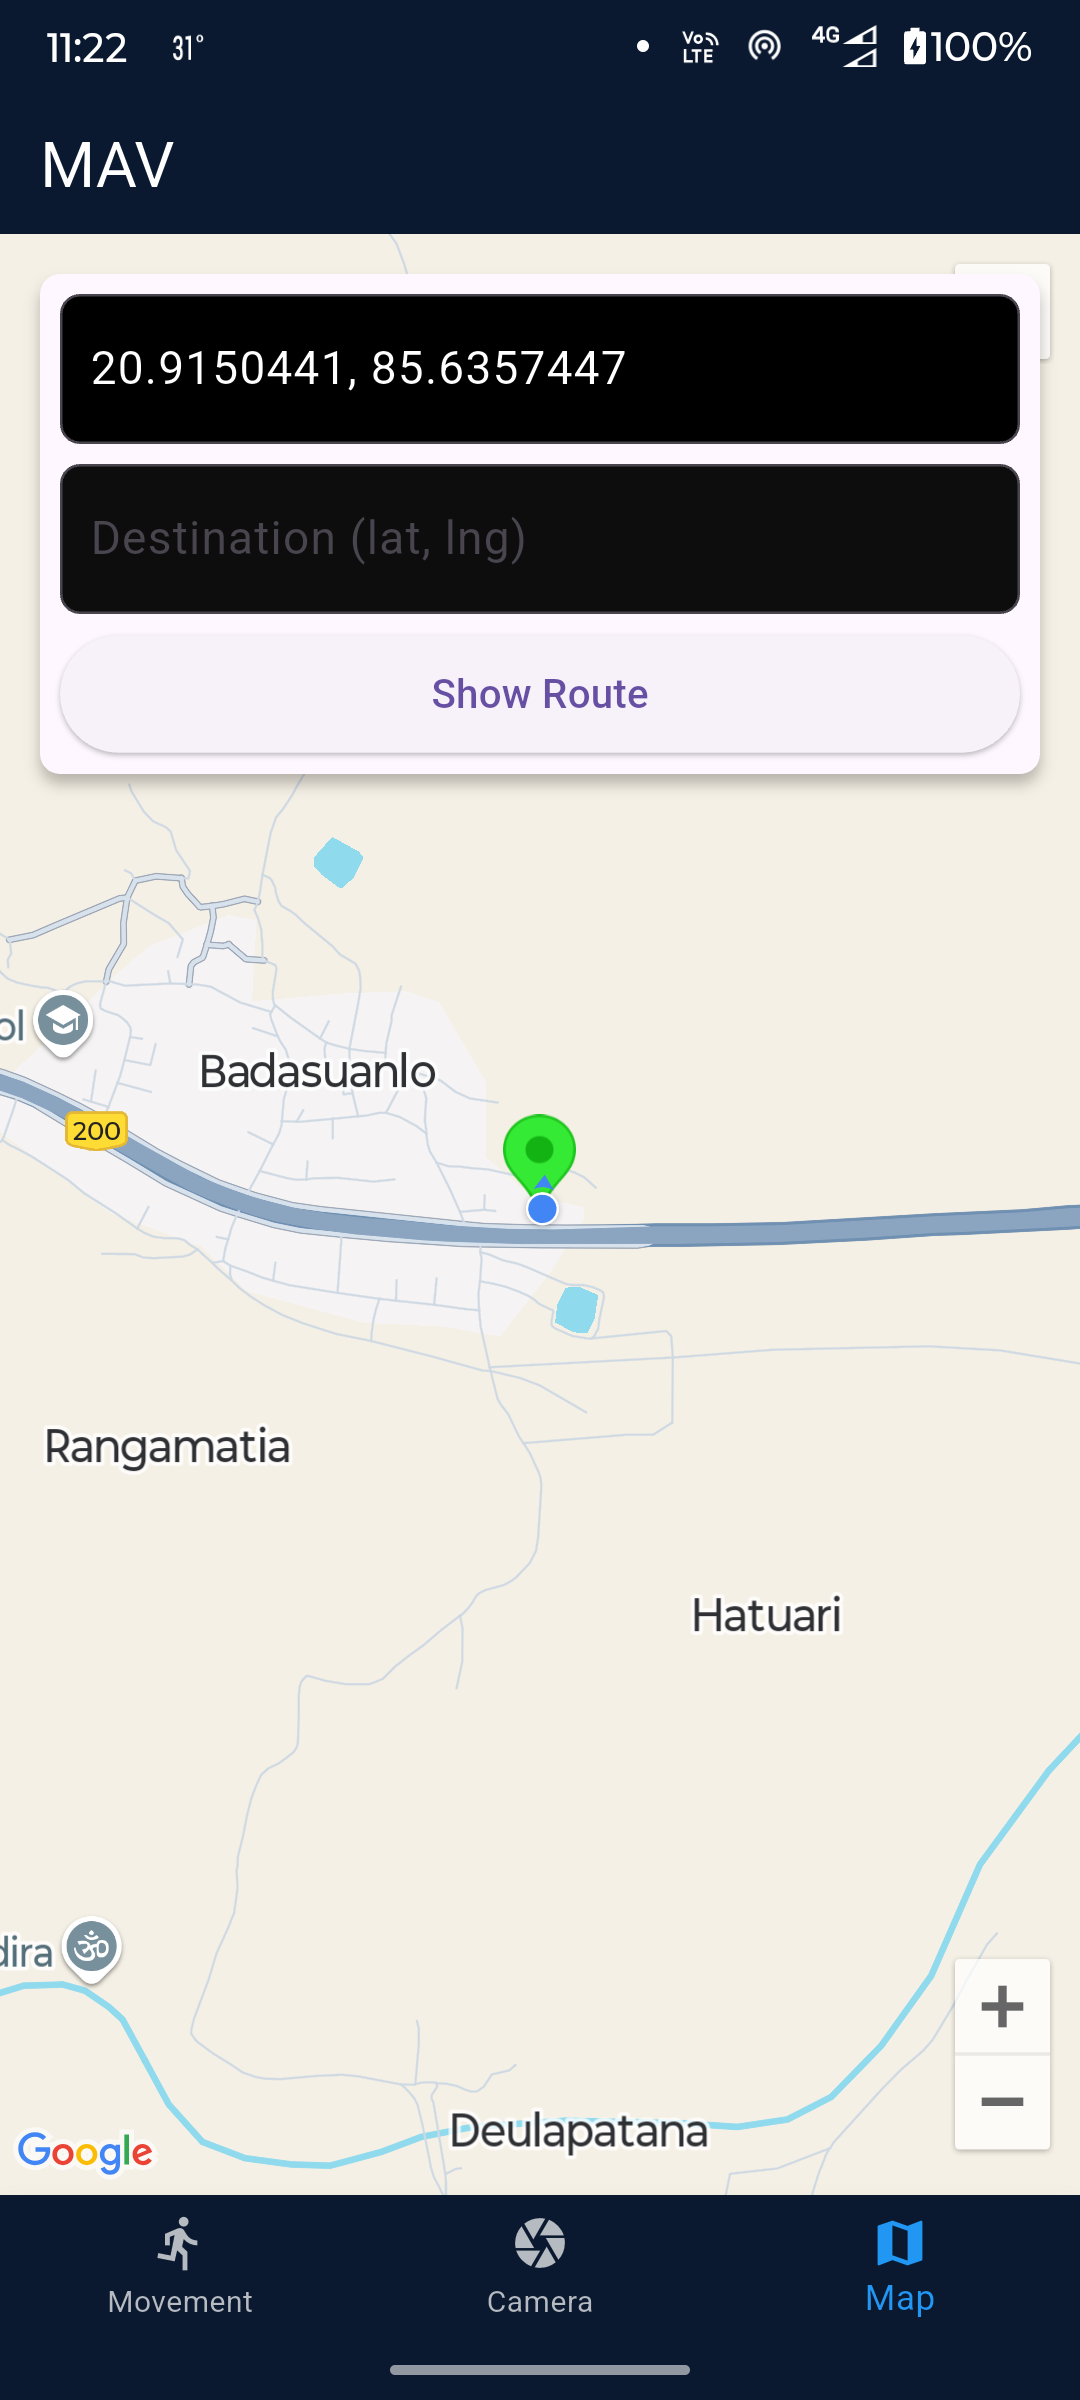 11:22 31° Vo LTE 4G 100%
MAV
20.9150441, 85.6357447
Destination (lat, lng)
Show Route
ol
Badasuanlo
200
Rangamatia
Hatuari
dira ॐ
Deulapatana
Google
Movement Camera Map